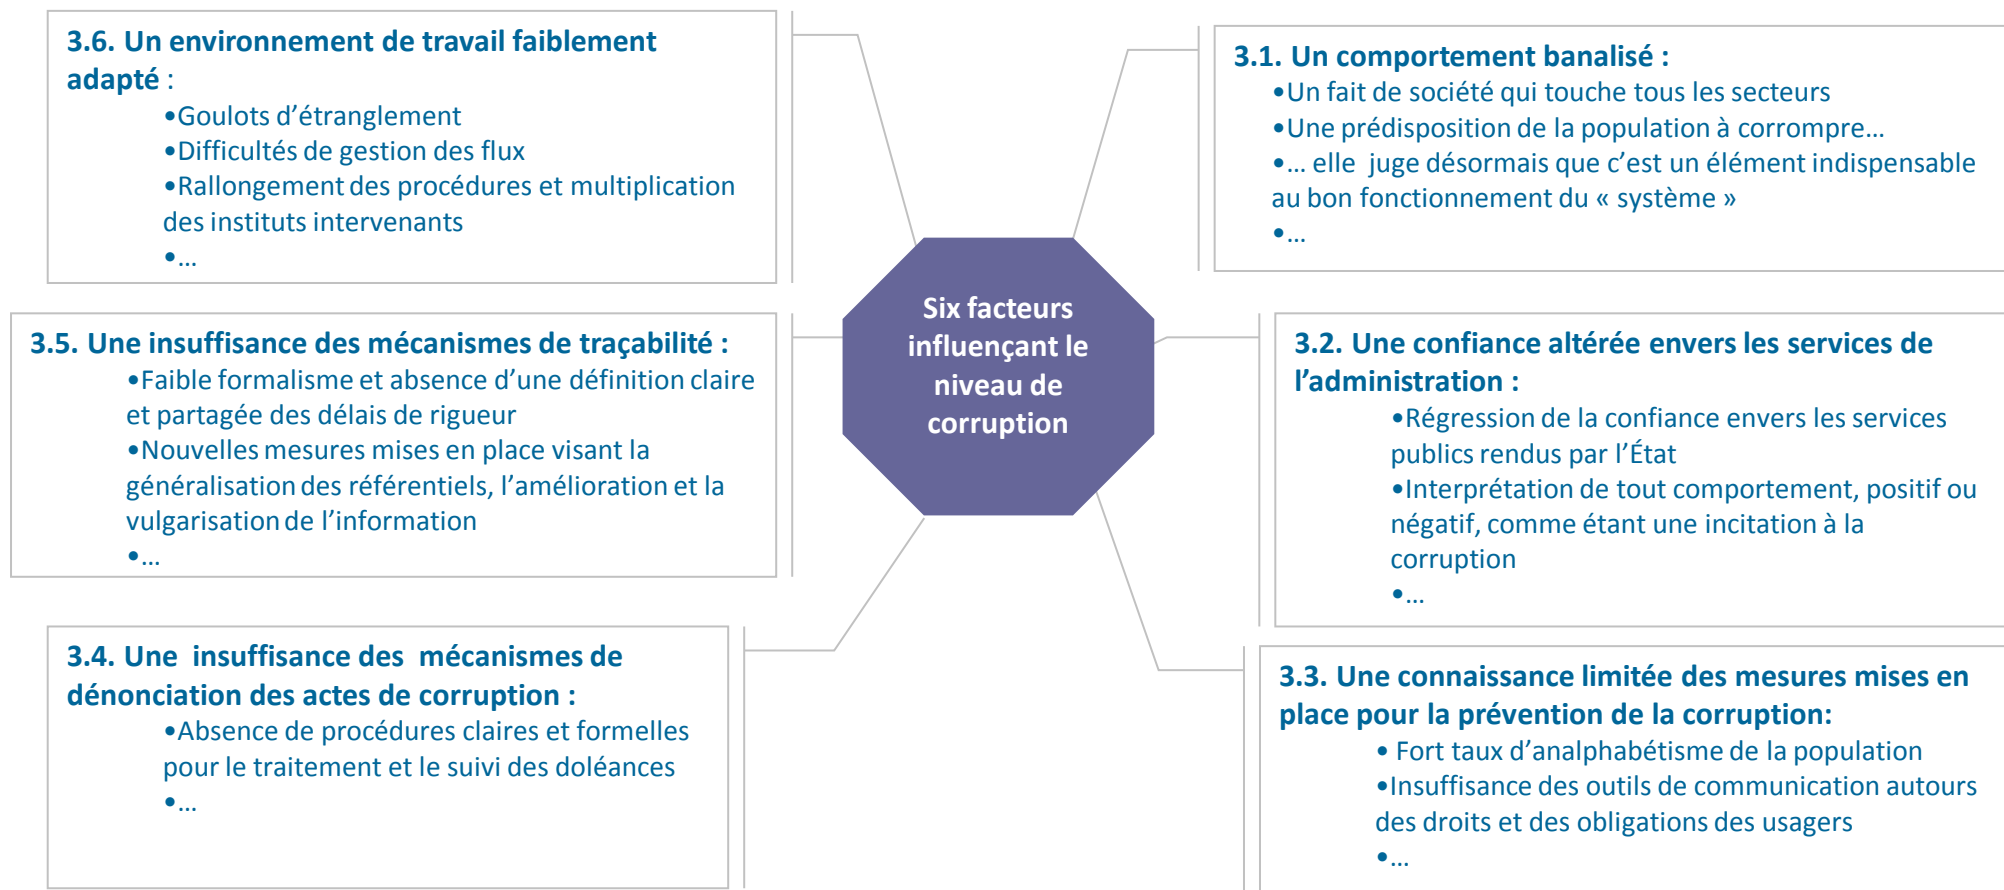 Six facteurs
influençant le
niveau de
corruption
3.1. Un comportement banalisé :
•Un fait de société qui touche tous les secteurs
•Une prédisposition de la population à corrompre…
•… elle  juge désormais que c’est un élément indispensable
au bon fonctionnement du « système »
•…
3.2. Une confiance altérée envers les services de
l’administration :
•Régression de la confiance envers les services
publics rendus par l’État
•Interprétation de tout comportement, positif ou
négatif, comme étant une incitation à la
corruption
•…
3.3. Une connaissance limitée des mesures mises en
place pour la prévention de la corruption:
• Fort taux d’analphabétisme de la population
•Insuffisance des outils de communication autours
des droits et des obligations des usagers
•…
3.4. Une  insuffisance des  mécanismes de
dénonciation des actes de corruption :
•Absence de procédures claires et formelles
pour le traitement et le suivi des doléances
•…
3.5. Une insuffisance des mécanismes de traçabilité :
•Faible formalisme et absence d’une définition claire
et partagée des délais de rigueur
•Nouvelles mesures mises en place visant la
généralisation des référentiels, l’amélioration et la
vulgarisation de l’information
•…
3.6. Un environnement de travail faiblement
adapté :
•Goulots d’étranglement
•Difficultés de gestion des flux
•Rallongement des procédures et multiplication
des instituts intervenants
•…